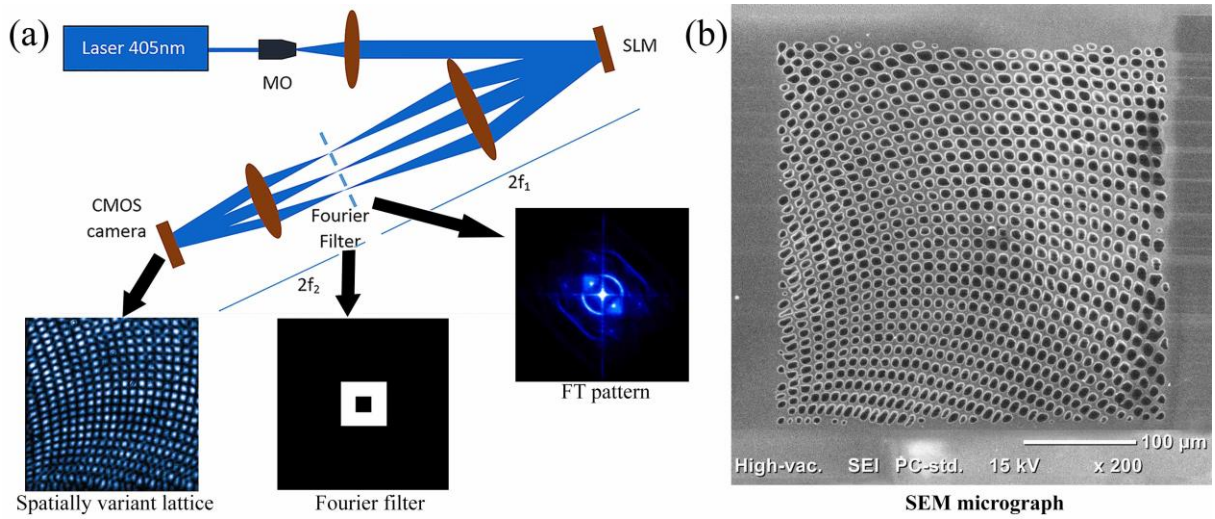 (a)
Laser 405nm
MO
SLM
2f₁
CMOS
camera
Fourier
Filter
2f₂
Spatially variant lattice
Fourier filter
FT pattern
(b)
100 μm
High-vac. SEI PC-std. 15 kV x 200
SEM micrograph